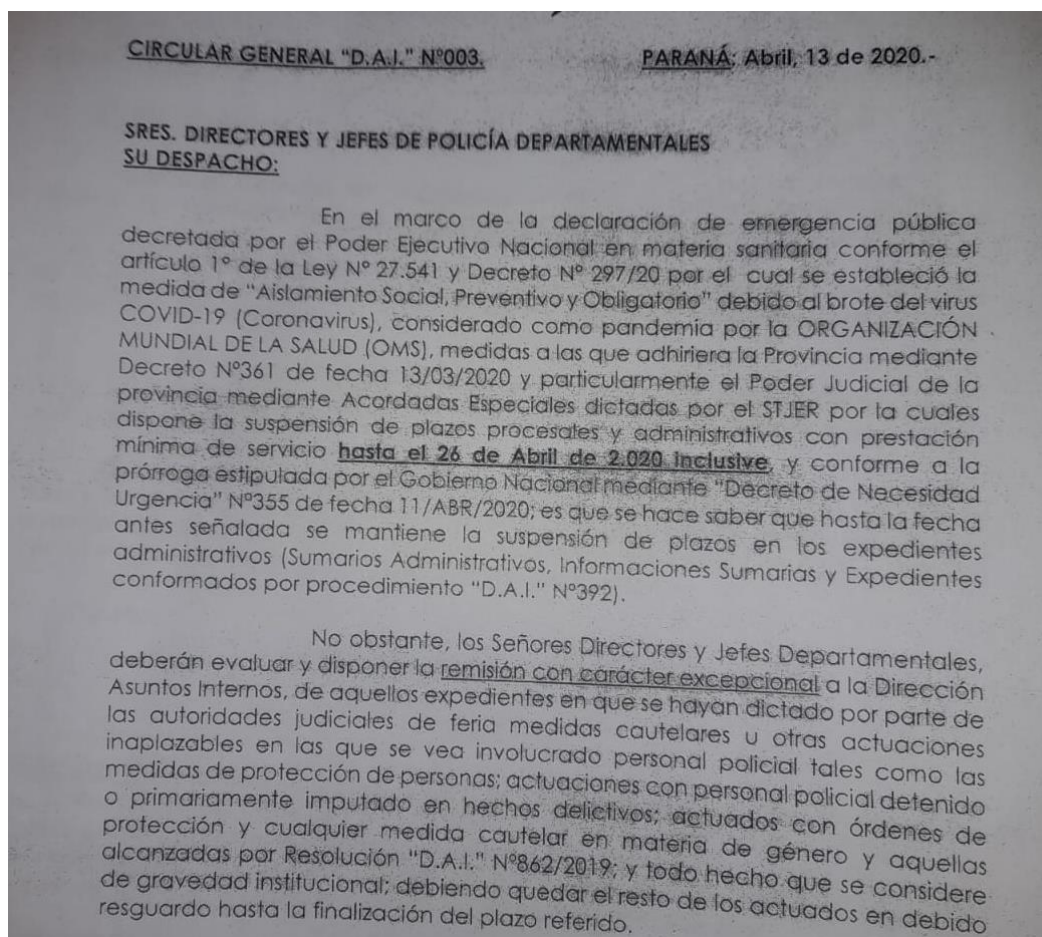 CIRCULAR GENERAL "D.A.I." Nº003. PARANÁ; Abril, 13 de 2020.-
SRES. DIRECTORES Y JEFES DE POLICÍA DEPARTAMENTALES
SU DESPACHO:
En el marco de la declaración de emergencia pública
decretada por el Poder Ejecutivo Nacional en materia sanitaria conforme el
artículo 1º de la Ley Nº 27.541 y Decreto Nº 297/20 por el cual se estableció la
medida de "Aislamiento Social, Preventivo y Obligatorio" debido al brote del virus
COVID-19 (Coronavirus), considerado como pandemia por la ORGANIZACIÓN
MUNDIAL DE LA SALUD (OMS), medidas a las que adhiriera la Provincia mediante
Decreto Nº361 de fecha 13/03/2020 y particularmente el Poder Judicial de la
provincia mediante Acordadas Especiales dictadas por el STJER por la cuales
dispone la suspensión de plazos procesales y administrativos con prestación
mínima de servicio hasta el 26 de Abril de 2.020 inclusive, y conforme a la
prórroga estipulada por el Gobierno Nacional mediante "Decreto de Necesidad
Urgencia" Nº355 de fecha 11/ABR/2020; es que se hace saber que hasta la fecha
antes señalada se mantiene la suspensión de plazos en los expedientes
administrativos (Sumarios Administrativos, Informaciones Sumarias y Expedientes
conformados por procedimiento "D.A.I." Nº392).
No obstante, los Señores Directores y Jefes Departamentales,
deberán evaluar y disponer la remisión con carácter excepcional a la Dirección
Asuntos Internos, de aquellos expedientes en que se hayan dictado por parte de
las autoridades judiciales de feria medidas cautelares u otras actuaciones
inaplazables en las que se vea involucrado personal policial tales como las
medidas de protección de personas; actuaciones con personal policial detenido
o primariamente imputado en hechos delictivos; actuados con órdenes de
protección y cualquier medida cautelar en materia de género y aquellas
alcanzadas por Resolución "D.A.I." Nº862/2019; y todo hecho que se considere
de gravedad institucional; debiendo quedar el resto de los actuados en debido
resguardo hasta la finalización del plazo referido.